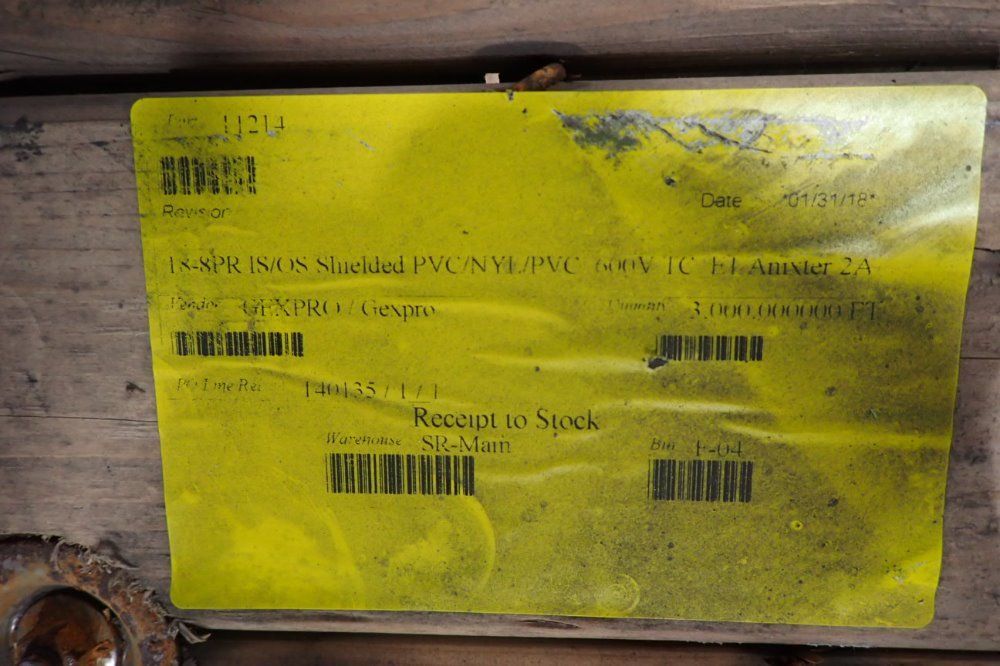 Part 11214
Revision
Date *01/31/18*
18-8PR IS/OS Shielded PVC/NYL/PVC 600V TC ET Anixter 2A
Vendor GEXPRO / Gexpro
Quantity 3,000.000000 FT
PO Line Rel 140135 / 1 / 1
Receipt to Stock
Warehouse SR-Main
Bin F-04